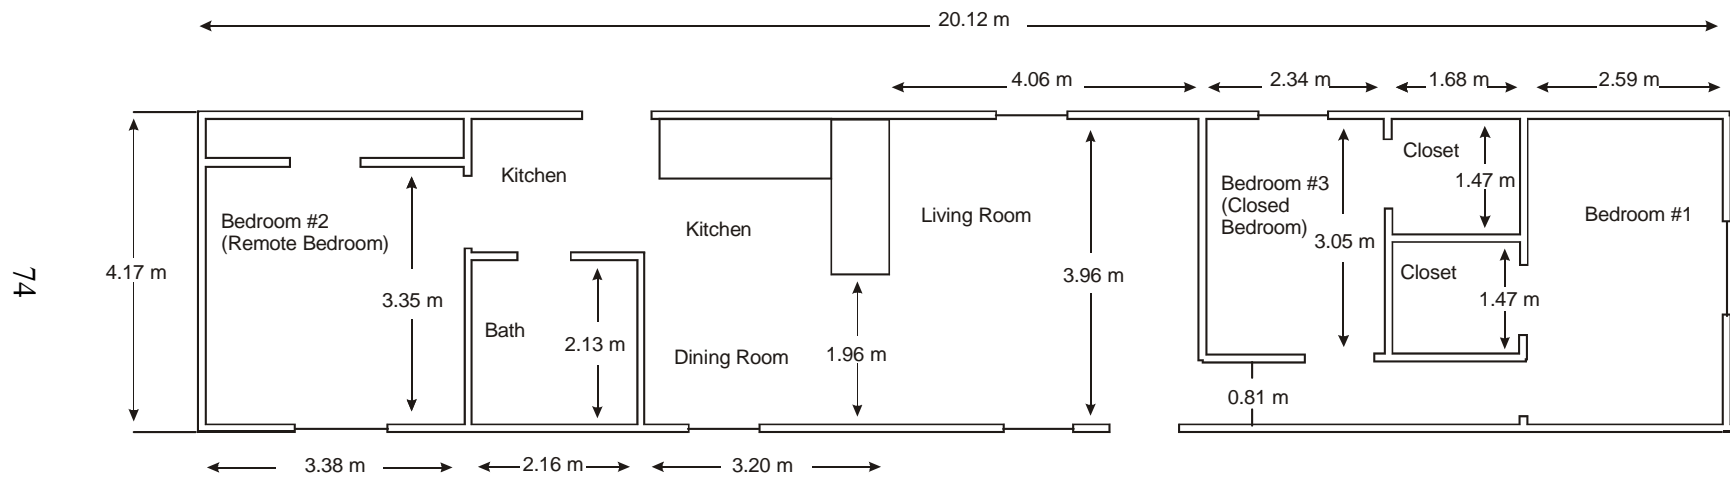 20.12 m
4.06 m
2.34 m
1.68 m
2.59 m
Kitchen
Closet
1.47 m
Bedroom #3
(Closed
Bedroom)
Bedroom #2
(Remote Bedroom)
Kitchen
Living Room
Bedroom #1
3.05 m
74
4.17 m
3.96 m
Closet
3.35 m
1.47 m
Bath
2.13 m
Dining Room
1.96 m
0.81 m
3.38 m
2.16 m
3.20 m